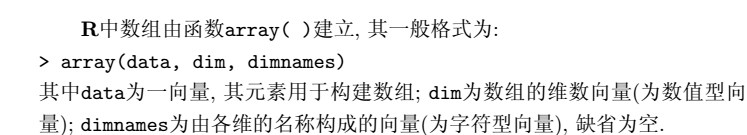 R中数组由函数array( )建立, 其一般格式为:
> array(data, dim, dimnames)
其中data为一向量, 其元素用于构建数组; dim为数组的维数向量(为数值型向
量); dimnames为由各维的名称构成的向量(为字符型向量), 缺省为空.